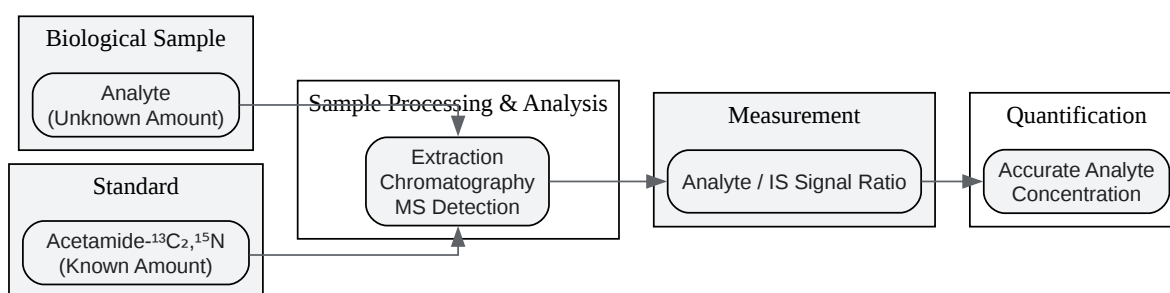 Biological Sample
Analyte
(Unknown Amount)
Standard
Acetamide-¹³C₂,¹⁵N
(Known Amount)
Sample Processing & Analysis
Extraction
Chromatography
MS Detection
Measurement
Analyte / IS Signal Ratio
Quantification
Accurate Analyte
Concentration